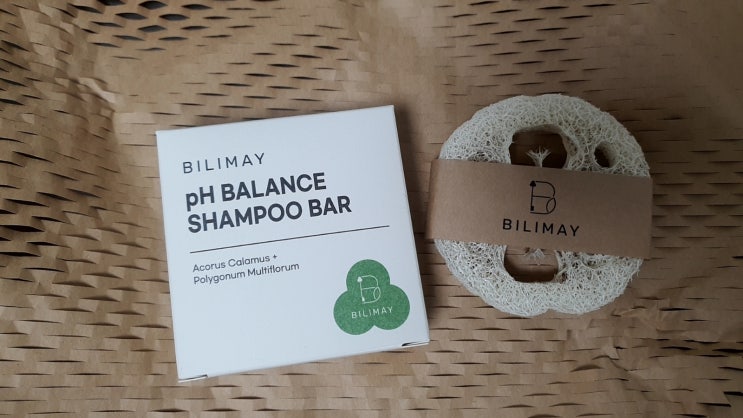 BILIMAY
pH BALANCE
SHAMPOO BAR
Acorus Calamus +
Polygonum Multiflorum
BILIMAY
BILIMAY